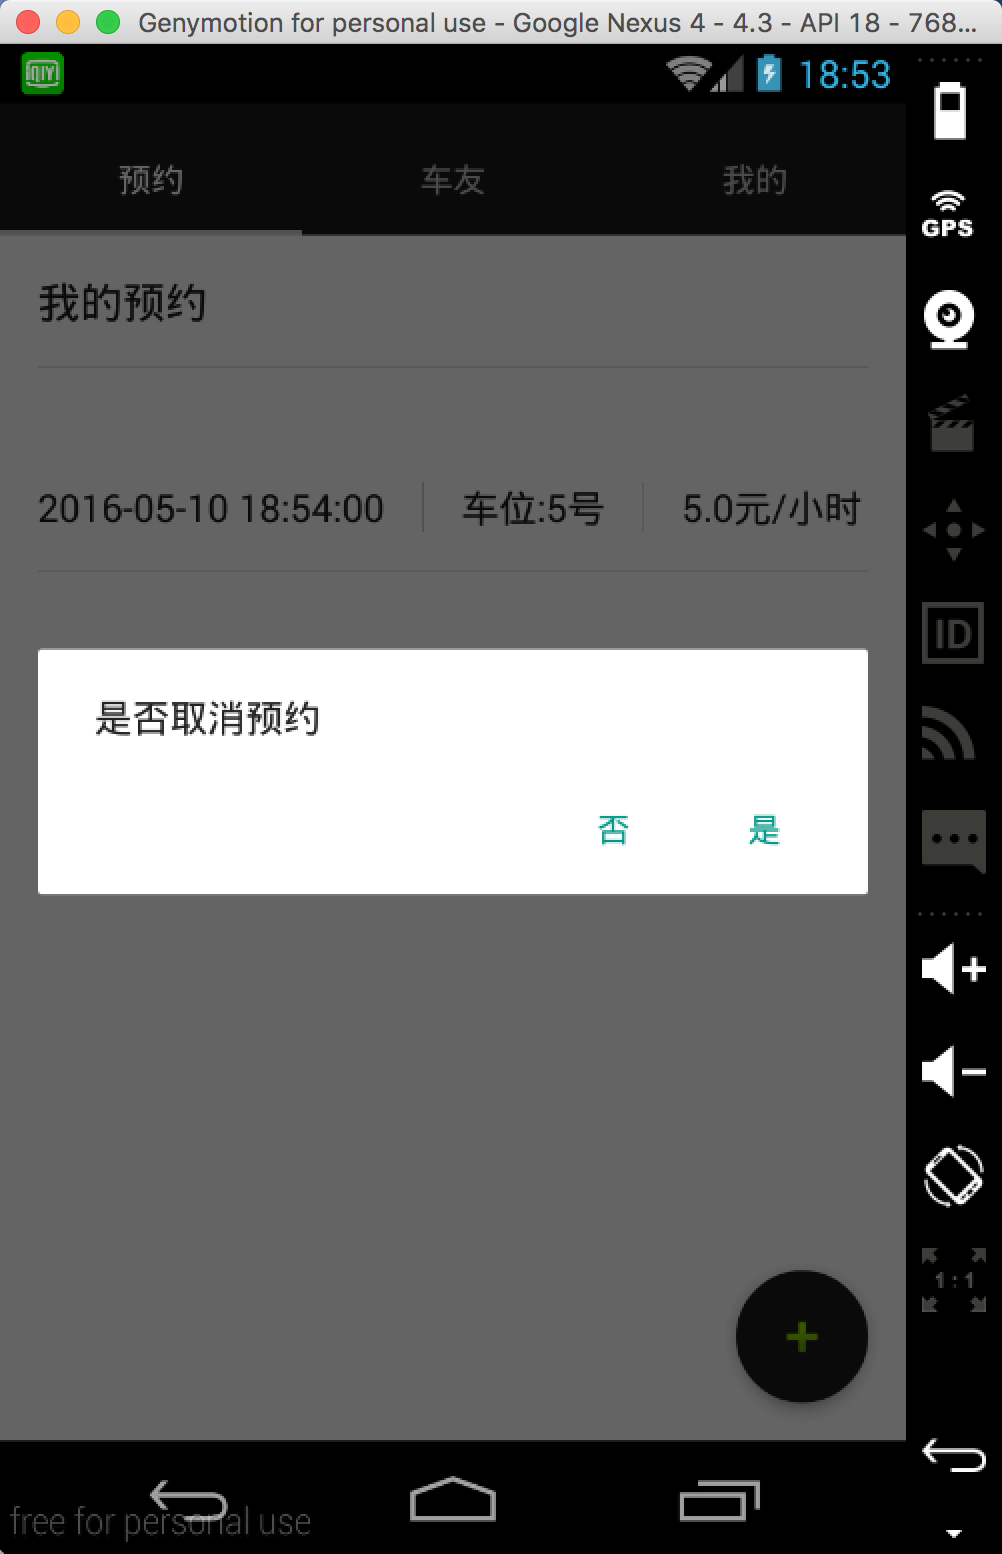 Genymotion for personal use - Google Nexus 4 - 4.3 - API 18 - 768...
QIY
18:53
预约
车友
我的
GPS
我的预约
2016-05-10 18:54:00
车位:5号
5.0元/小时
ID
是否取消预约
否
是
1:1
free for personal use